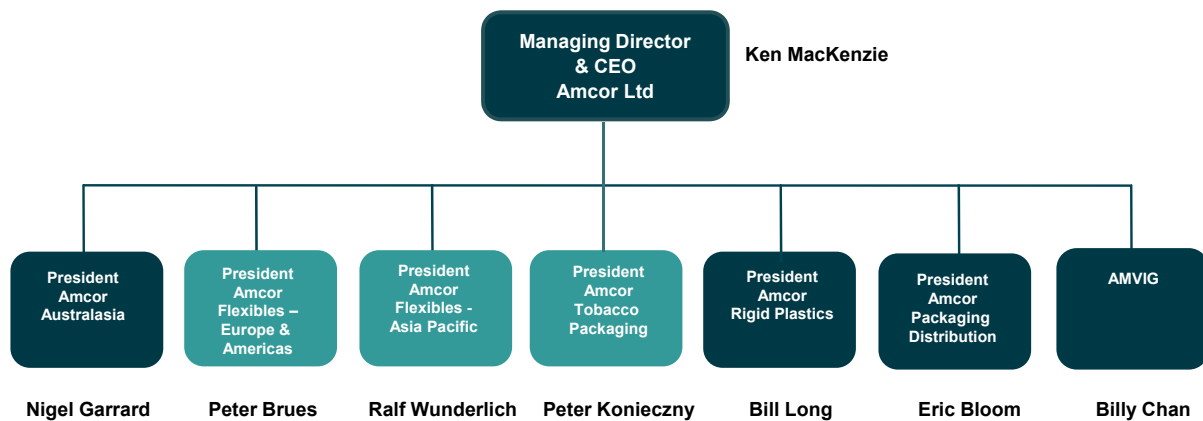 Managing Director
& CEO
Amcor Ltd
Ken MacKenzie
President
Amcor
Australasia
President
Amcor
Flexibles –
Europe &
Americas
President
Amcor
Flexibles -
Asia Pacific
President
Amcor
Tobacco
Packaging
President
Amcor
Rigid Plastics
President
Amcor
Packaging
Distribution
AMVIG
Nigel Garrard
Peter Brues
Ralf Wunderlich
Peter Konieczny
Bill Long
Eric Bloom
Billy Chan